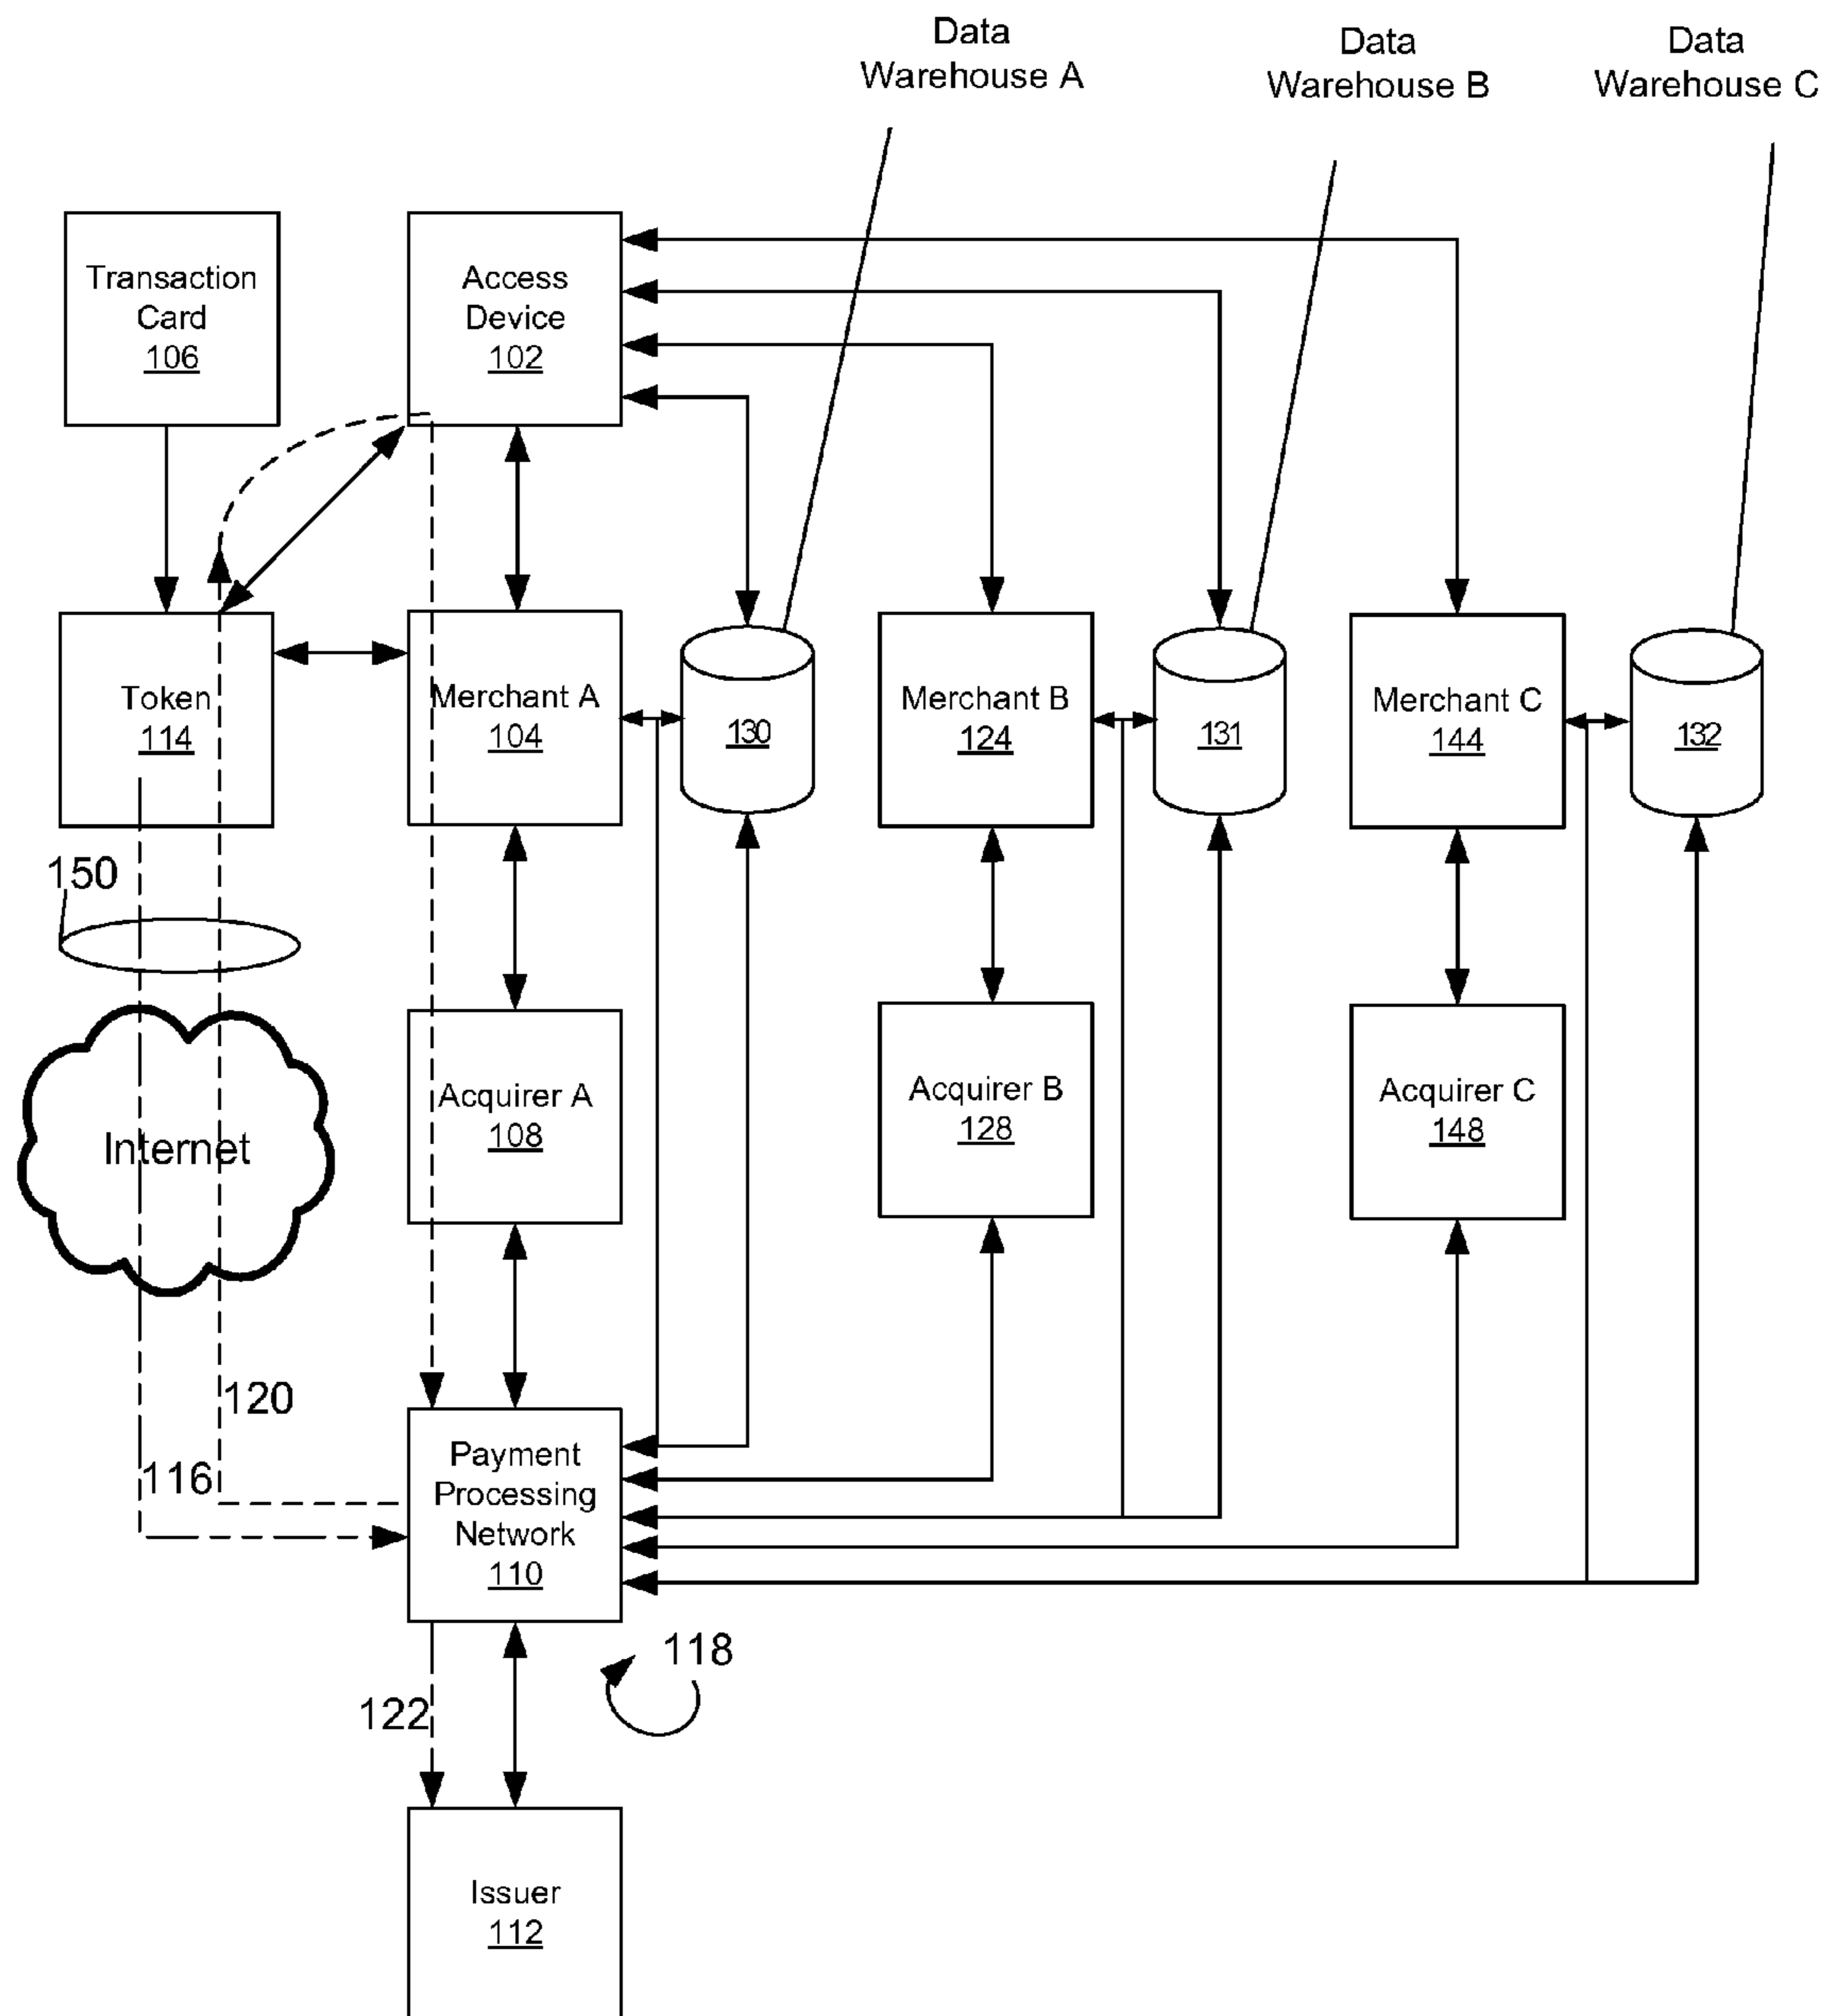 Data
Warehouse A
Data
Warehouse B
Data
Warehouse C
Transaction
Card
106
Access
Device
102
Token
114
Merchant A
104
130
Merchant B
124
131
Merchant C
144
132
150
Internet
Acquirer A
108
Acquirer B
128
Acquirer C
148
120
116
Payment
Processing
Network
110
118
122
Issuer
112